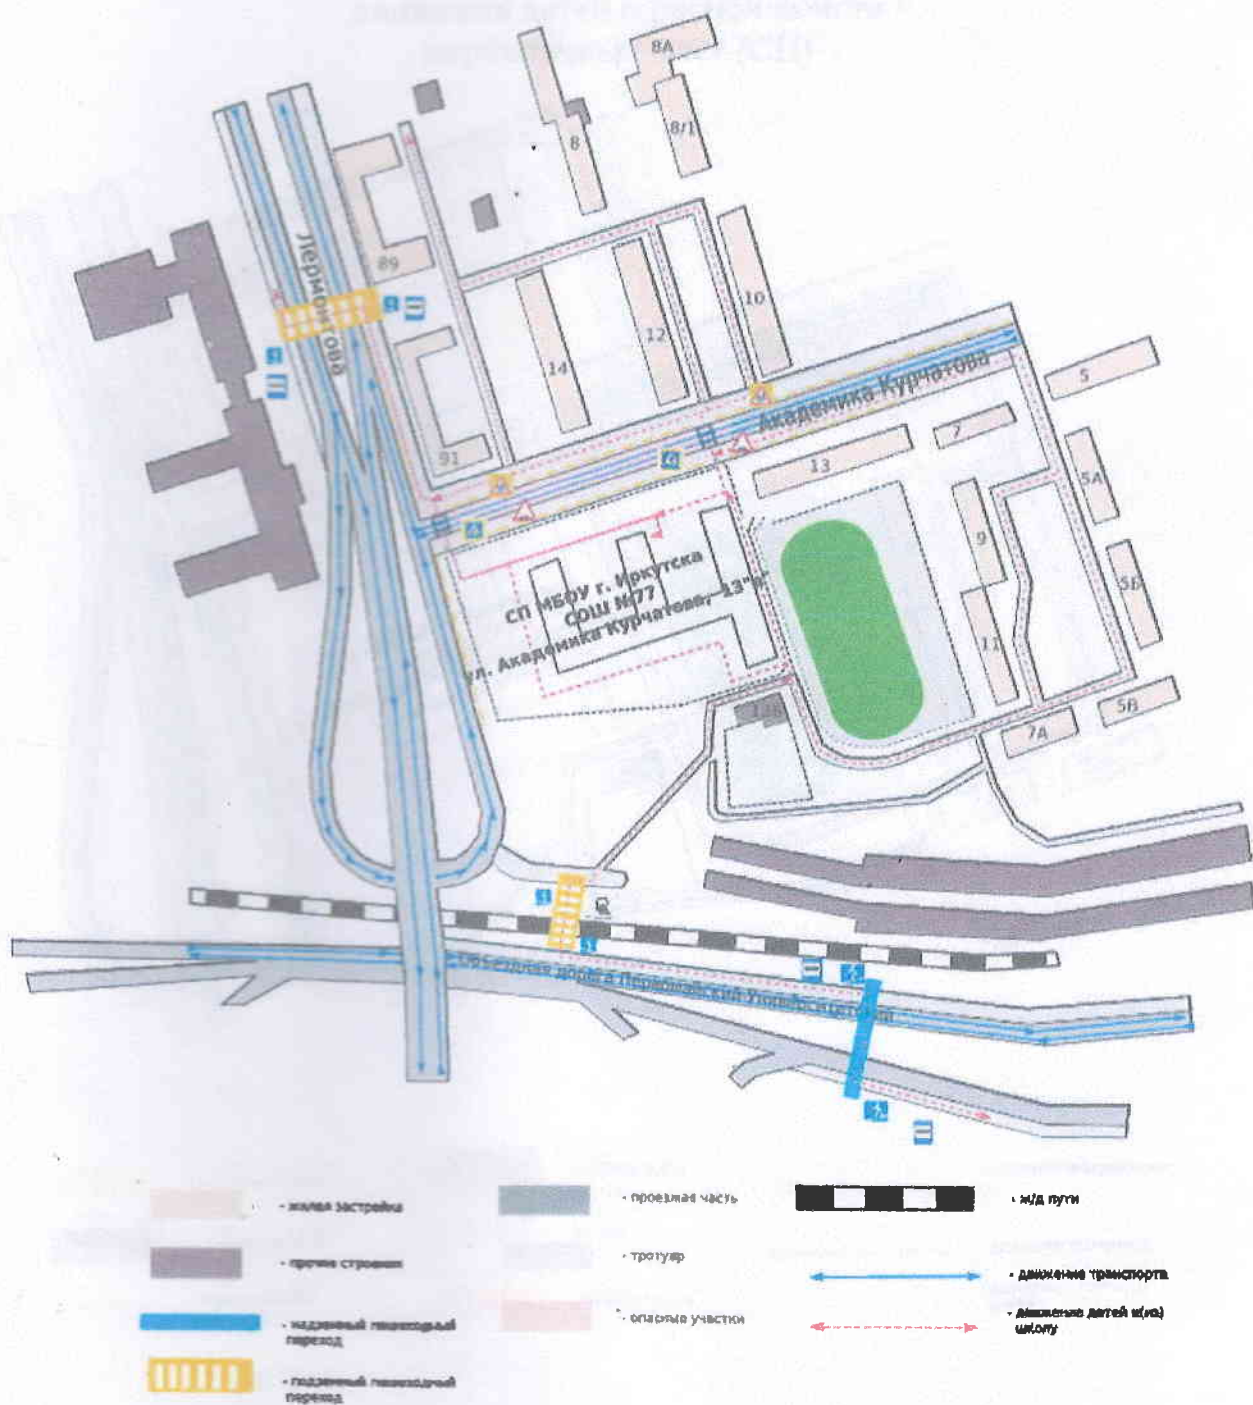 8А
8/1
8
Лермонтова
89
10
12
14
Академика Курчатова
5
7
91
13
5А
9
СП МБОУ г. Иркутска
СОШ №77
ул. Академика Курчатова, 13"а"
5Б
11
5В
7А
Объездная дорога Первомайский Университетский
- жилая застройка
- проезжая часть
- ж/д пути
- прочие строения
- тротуар
- движение транспорта
- надземный пешеходный
переход
- опасные участки
- движение детей в(из)
школу
- подземный пешеходный
переход